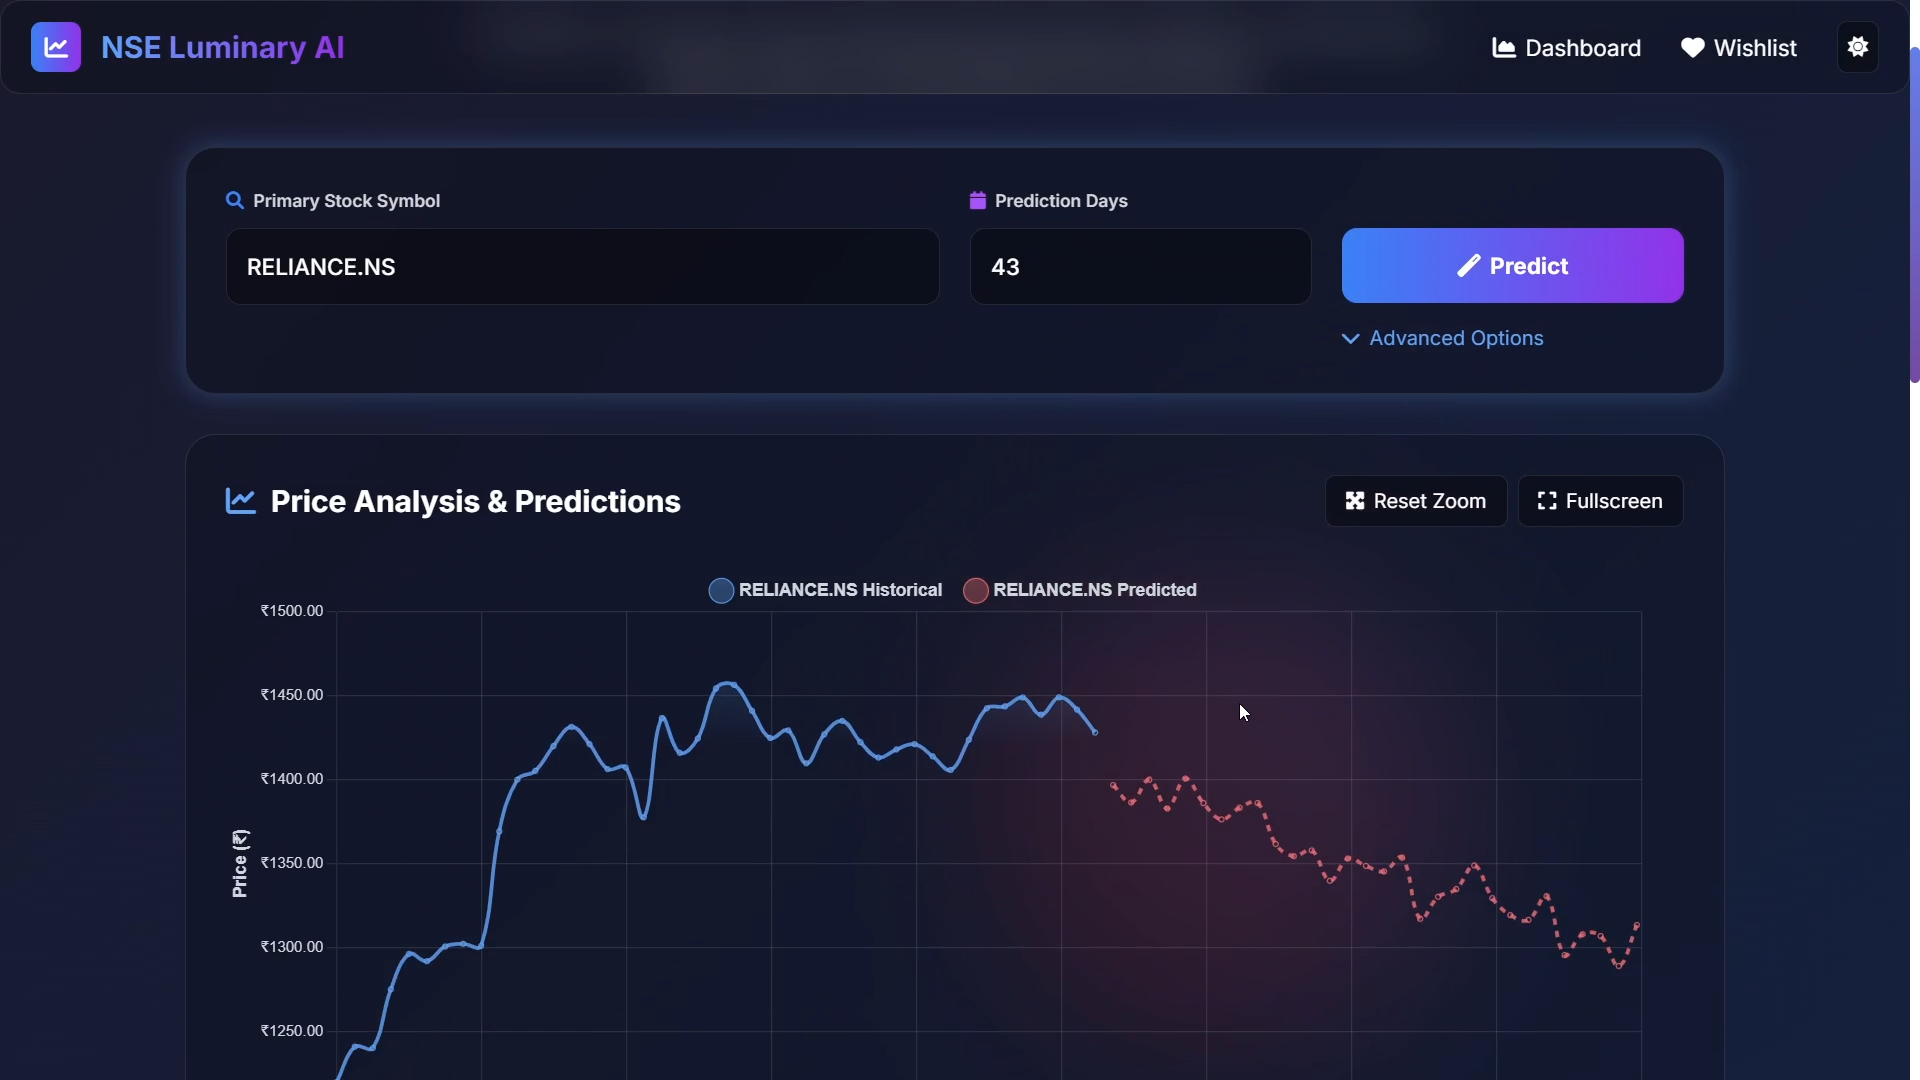 NSE Luminary AI
Dashboard
Wishlist
Primary Stock Symbol
Prediction Days
RELIANCE.NS
43
Predict
Advanced Options
Price Analysis & Predictions
Reset Zoom
Fullscreen
RELIANCE.NS Historical
RELIANCE.NS Predicted
₹1500.00
₹1450.00
₹1400.00
Price (₹)
₹1350.00
₹1300.00
₹1250.00